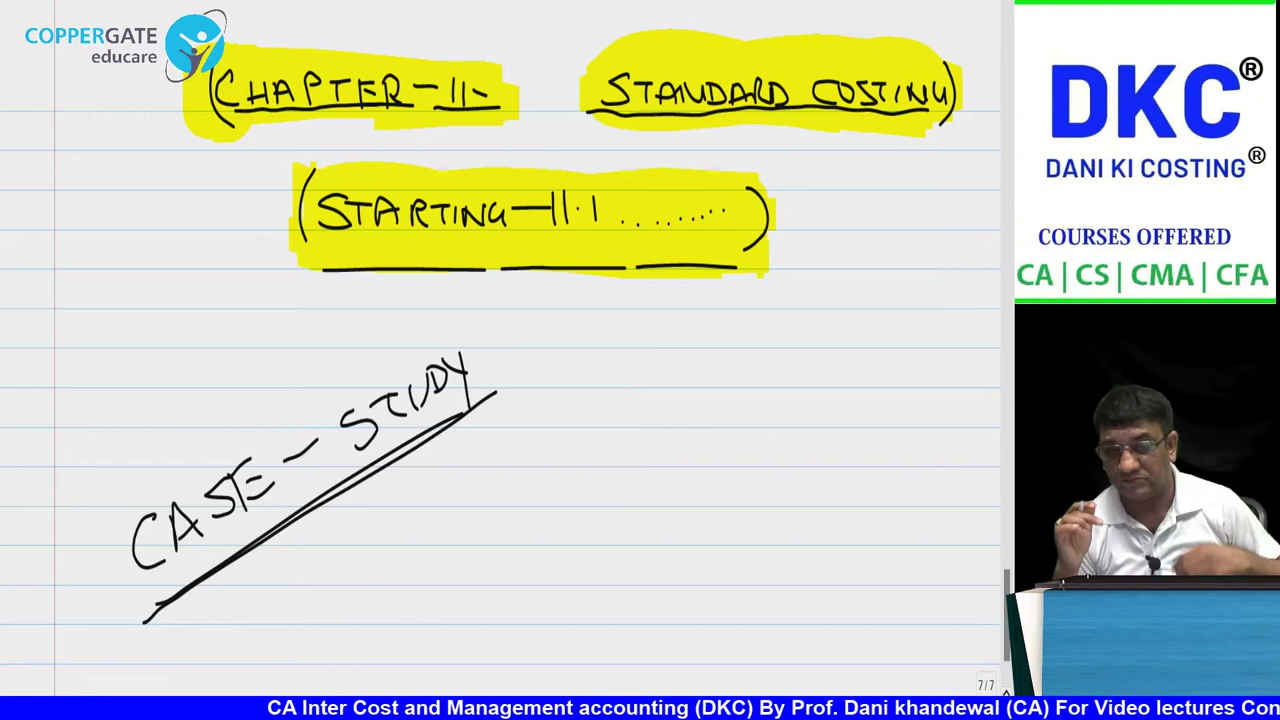 COPPERGATE
educare
(CHAPTER-11- STANDARD COSTING)
(STARTING-11.1 ..........)
CASE-STUDY
DKC®
DANI KI COSTING®
COURSES OFFERED
CA | CS | CMA | CFA
7/7
CA Inter Cost and Management accounting (DKC) By Prof. Dani khandewal (CA) For Video lectures Con